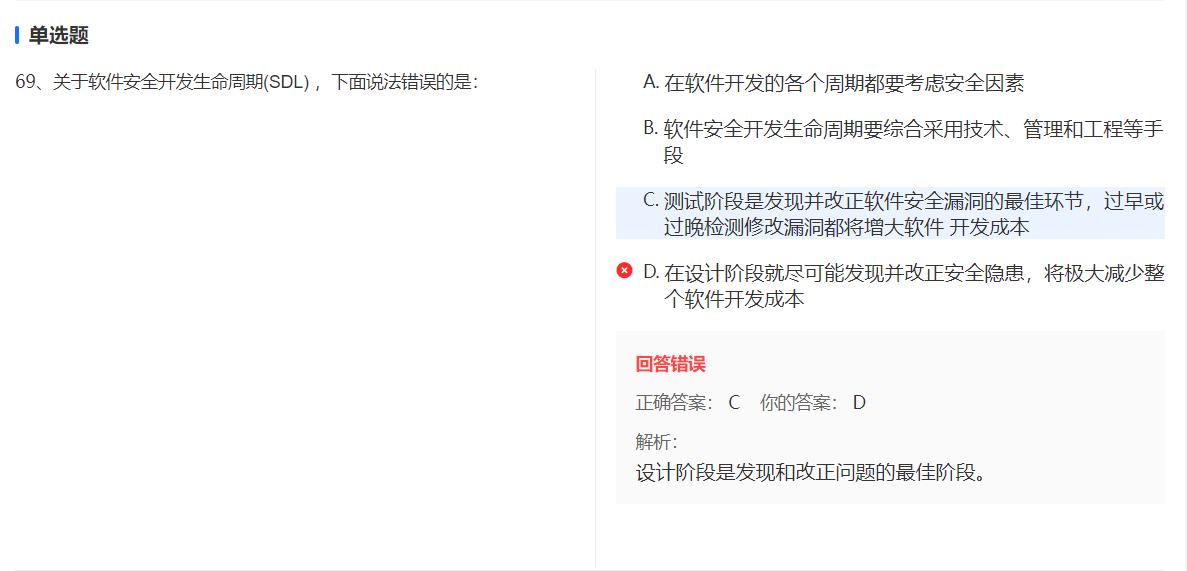 单选题
69、关于软件安全开发生命周期(SDL) ，下面说法错误的是：
A. 在软件开发的各个周期都要考虑安全因素
B. 软件安全开发生命周期要综合采用技术、管理和工程等手
段
C. 测试阶段是发现并改正软件安全漏洞的最佳环节，过早或
过晚检测修改漏洞都将增大软件 开发成本
D. 在设计阶段就尽可能发现并改正安全隐患，将极大减少整
个软件开发成本
回答错误
正确答案： C 你的答案： D
解析：
设计阶段是发现和改正问题的最佳阶段。